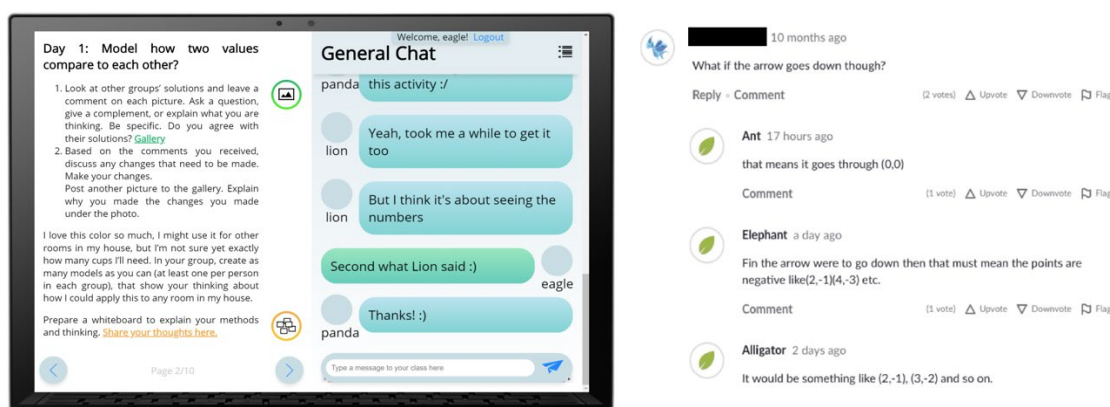 Day 1: Model how two values
compare to each other?
1. Look at other groups' solutions and leave a
comment on each picture. Ask a question,
give a complement, or explain what you are
thinking. Be specific. Do you agree with
their solutions? Gallery
2. Based on the comments you received,
discuss any changes that need to be made.
Make your changes.
Post another picture to the gallery. Explain
why you made the changes you made
under the photo.
I love this color so much, I might use it for other
rooms in my house, but I'm not sure yet exactly
how many cups I'll need. In your group, create as
many models as you can (at least one per person
in each group), that show your thinking about
how I could apply this to any room in my house.
Prepare a whiteboard to explain your methods
and thinking. Share your thoughts here.
Page 2/10
Welcome, eagle! Logout
General Chat
panda
this activity :/
Yeah, took me a while to get it
too
lion
But I think it's about seeing the
numbers
lion
Second what Lion said :)
eagle
Thanks! :)
panda
Type a message to your class here
10 months ago
What if the arrow goes down though?
Reply Comment
(2 votes) Upvote Downvote Flag
Ant 17 hours ago
that means it goes through (0,0)
Comment
(1 vote) Upvote Downvote Flag
Elephant a day ago
Fin the arrow were to go down then that must mean the points are
negative like(2,-1)(4,-3) etc.
Comment
(1 vote) Upvote Downvote Flag
Alligator 2 days ago
It would be something like (2,-1), (3,-2) and so on.